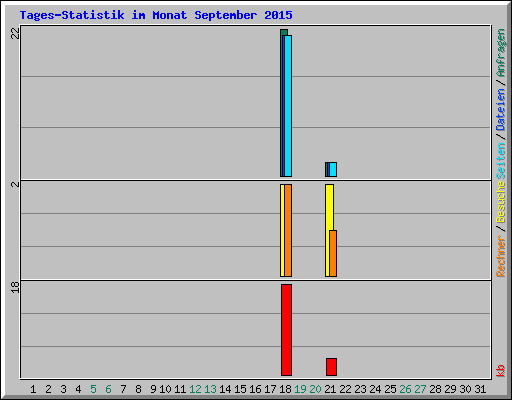 Tages-Statistik im Monat September 2015
22
2
18
Seiten / Dateien / Anfragen
Rechner / Besuche
kb
1 2 3 4 5 6 7 8 9 10 11 12 13 14 15 16 17 18 19 20 21 22 23 24 25 26 27 28 29 30 31